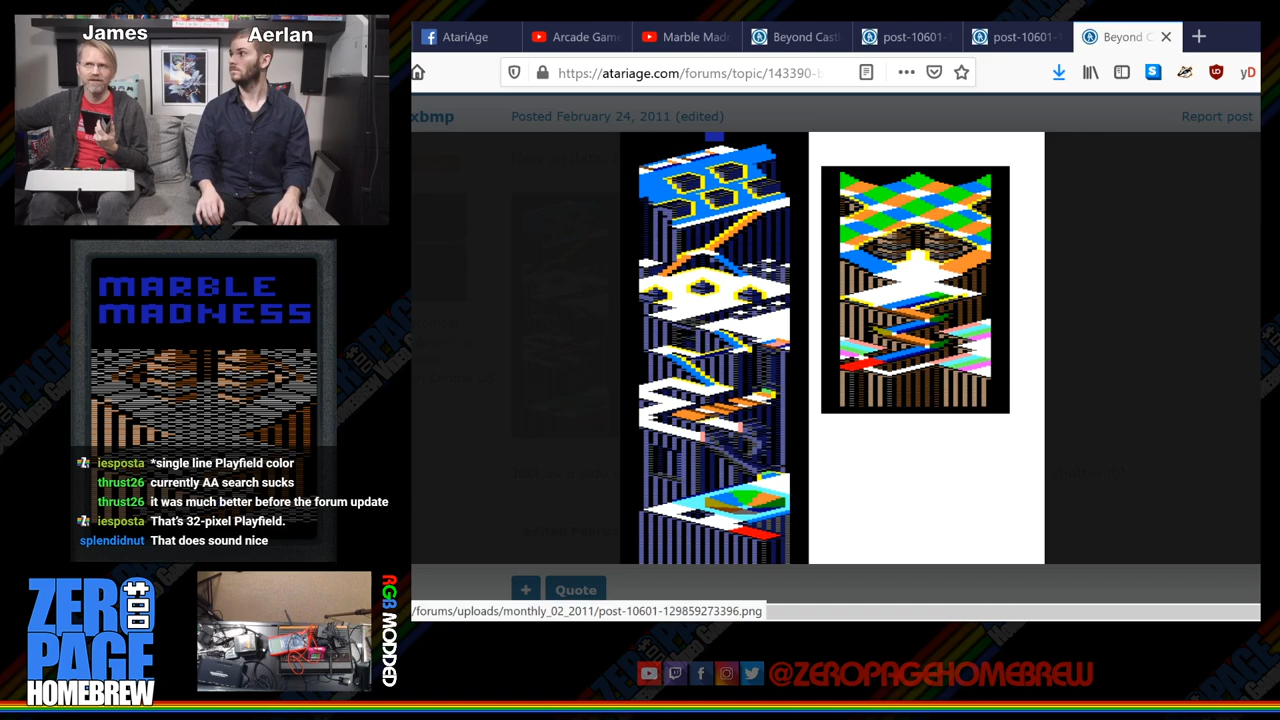 James
Aerlan
MARBLE
MADNESS
iesposta *single line Playfield color
thrust26 currently AA search sucks
thrust26 it was much better before the forum update
iesposta That's 32-pixel Playfield.
splendidnut That does sound nice
ZERO
PAGE
HOMEBREW
RGB MODDED
AtariAge
Arcade Gam
Marble Mad
Beyond Cast
post-10601-
post-10601-1
Beyond C
https://atariage.com/forums/topic/143390-b
yD
xbmp
Posted February 24, 2011 (edited)
Report post
+ Quote
/forums/uploads/monthly_02_2011/post-10601-129859273396.png
@ZEROPAGEHOMEBREW